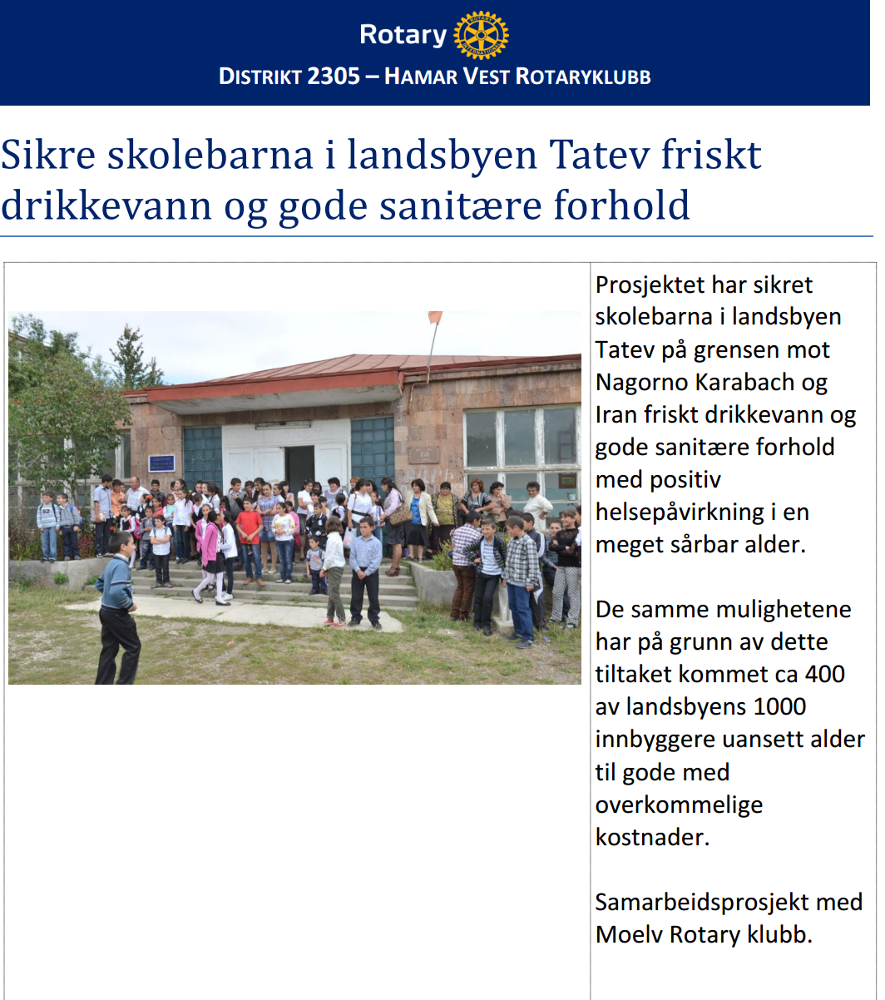 Rotary
DISTRIKT 2305 – HAMAR VEST ROTARYKLUBB
Sikre skolebarna i landsbyen Tatev friskt
drikkevann og gode sanitære forhold
Prosjektet har sikret
skolebarna i landsbyen
Tatev på grensen mot
Nagorno Karabach og
Iran friskt drikkevann og
gode sanitære forhold
med positiv
helsepåvirkning i en
meget sårbar alder.
De samme mulighetene
har på grunn av dette
tiltaket kommet ca 400
av landsbyens 1000
innbyggere uansett alder
til gode med
overkommelige
kostnader.
Samarbeidsprosjekt med
Moelv Rotary klubb.